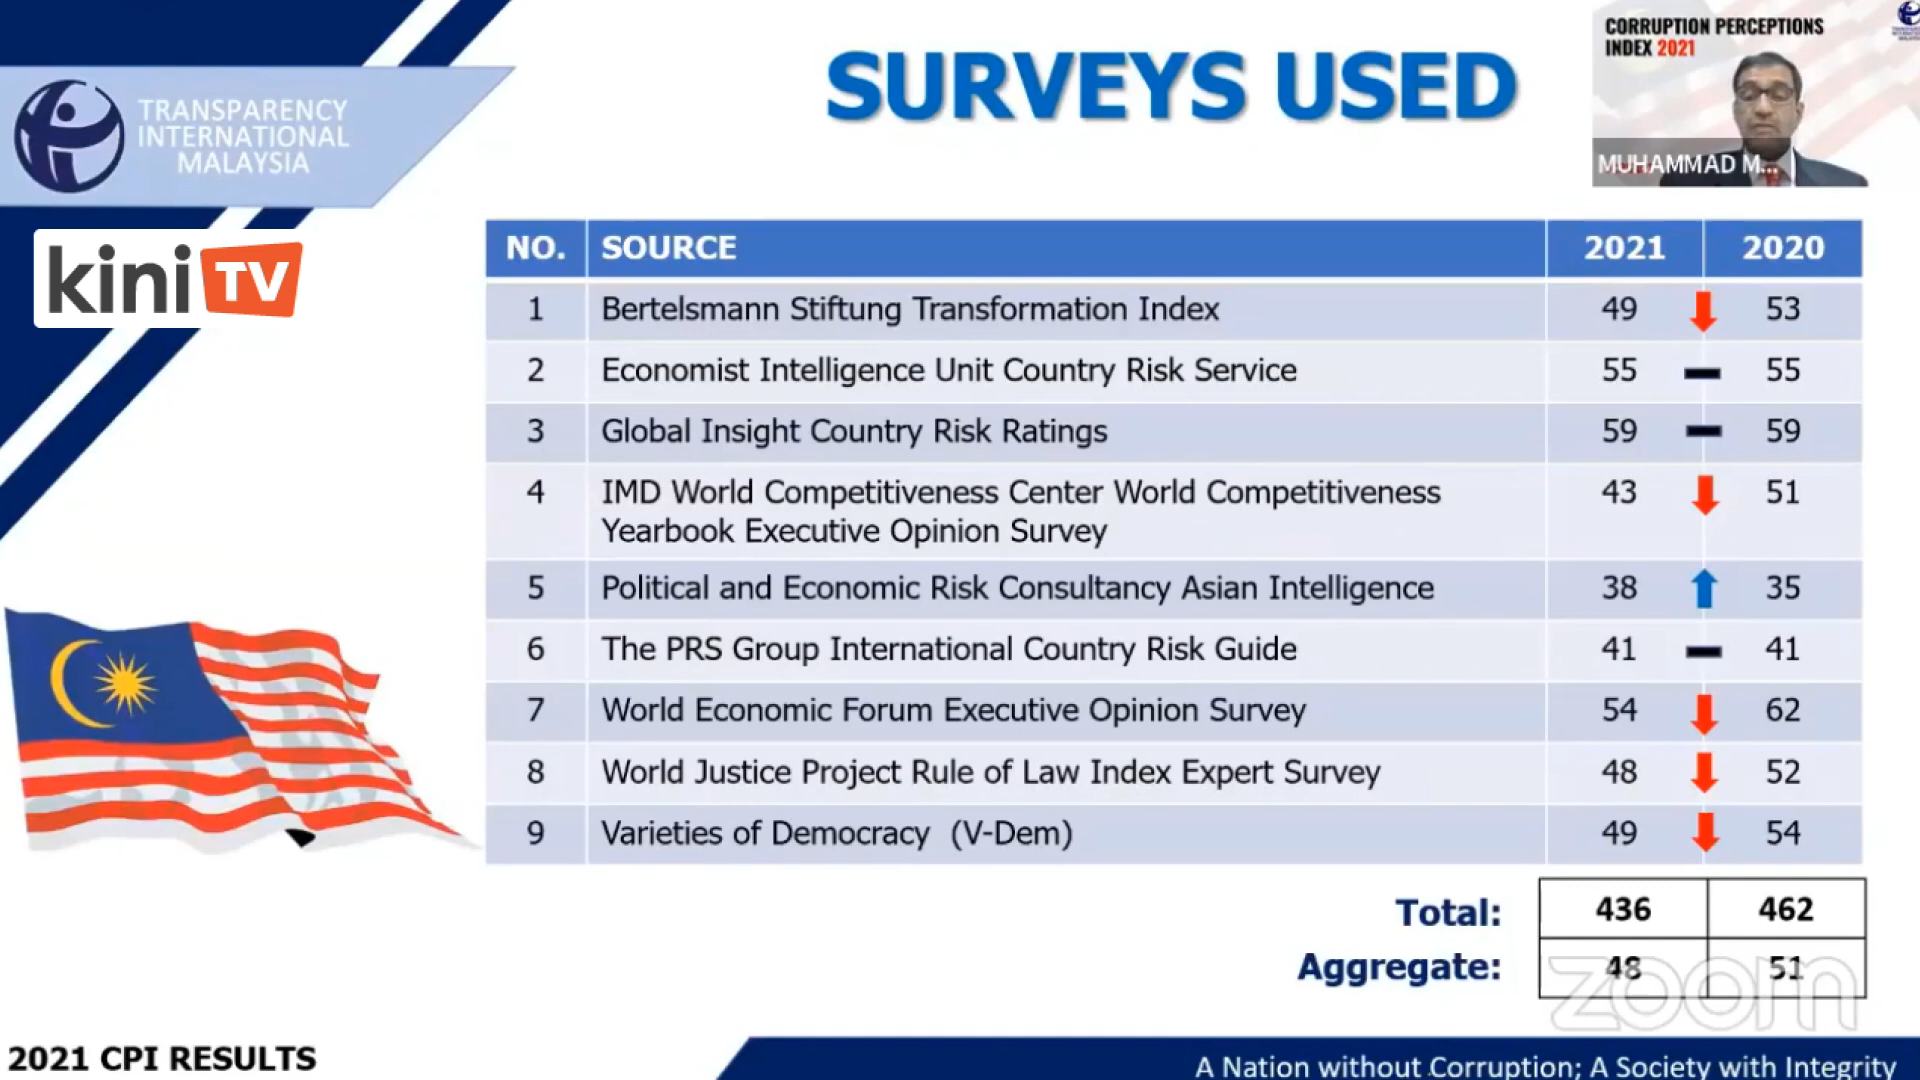 SURVEYS USED
CORRUPTION PERCEPTIONS
INDEX 2021
MUHAMMAD M...
TRANSPARENCY
INTERNATIONAL
MALAYSIA
kini TV
NO. SOURCE 2021 2020
1 Bertelsmann Stiftung Transformation Index 49 53
2 Economist Intelligence Unit Country Risk Service 55 55
3 Global Insight Country Risk Ratings 59 59
4 IMD World Competitiveness Center World Competitiveness 43 51
Yearbook Executive Opinion Survey
5 Political and Economic Risk Consultancy Asian Intelligence 38 35
6 The PRS Group International Country Risk Guide 41 41
7 World Economic Forum Executive Opinion Survey 54 62
8 World Justice Project Rule of Law Index Expert Survey 48 52
9 Varieties of Democracy (V-Dem) 49 54
Total: 436 462
Aggregate: 48 51
zoom
2021 CPI RESULTS
A Nation without Corruption; A Society with Integrity